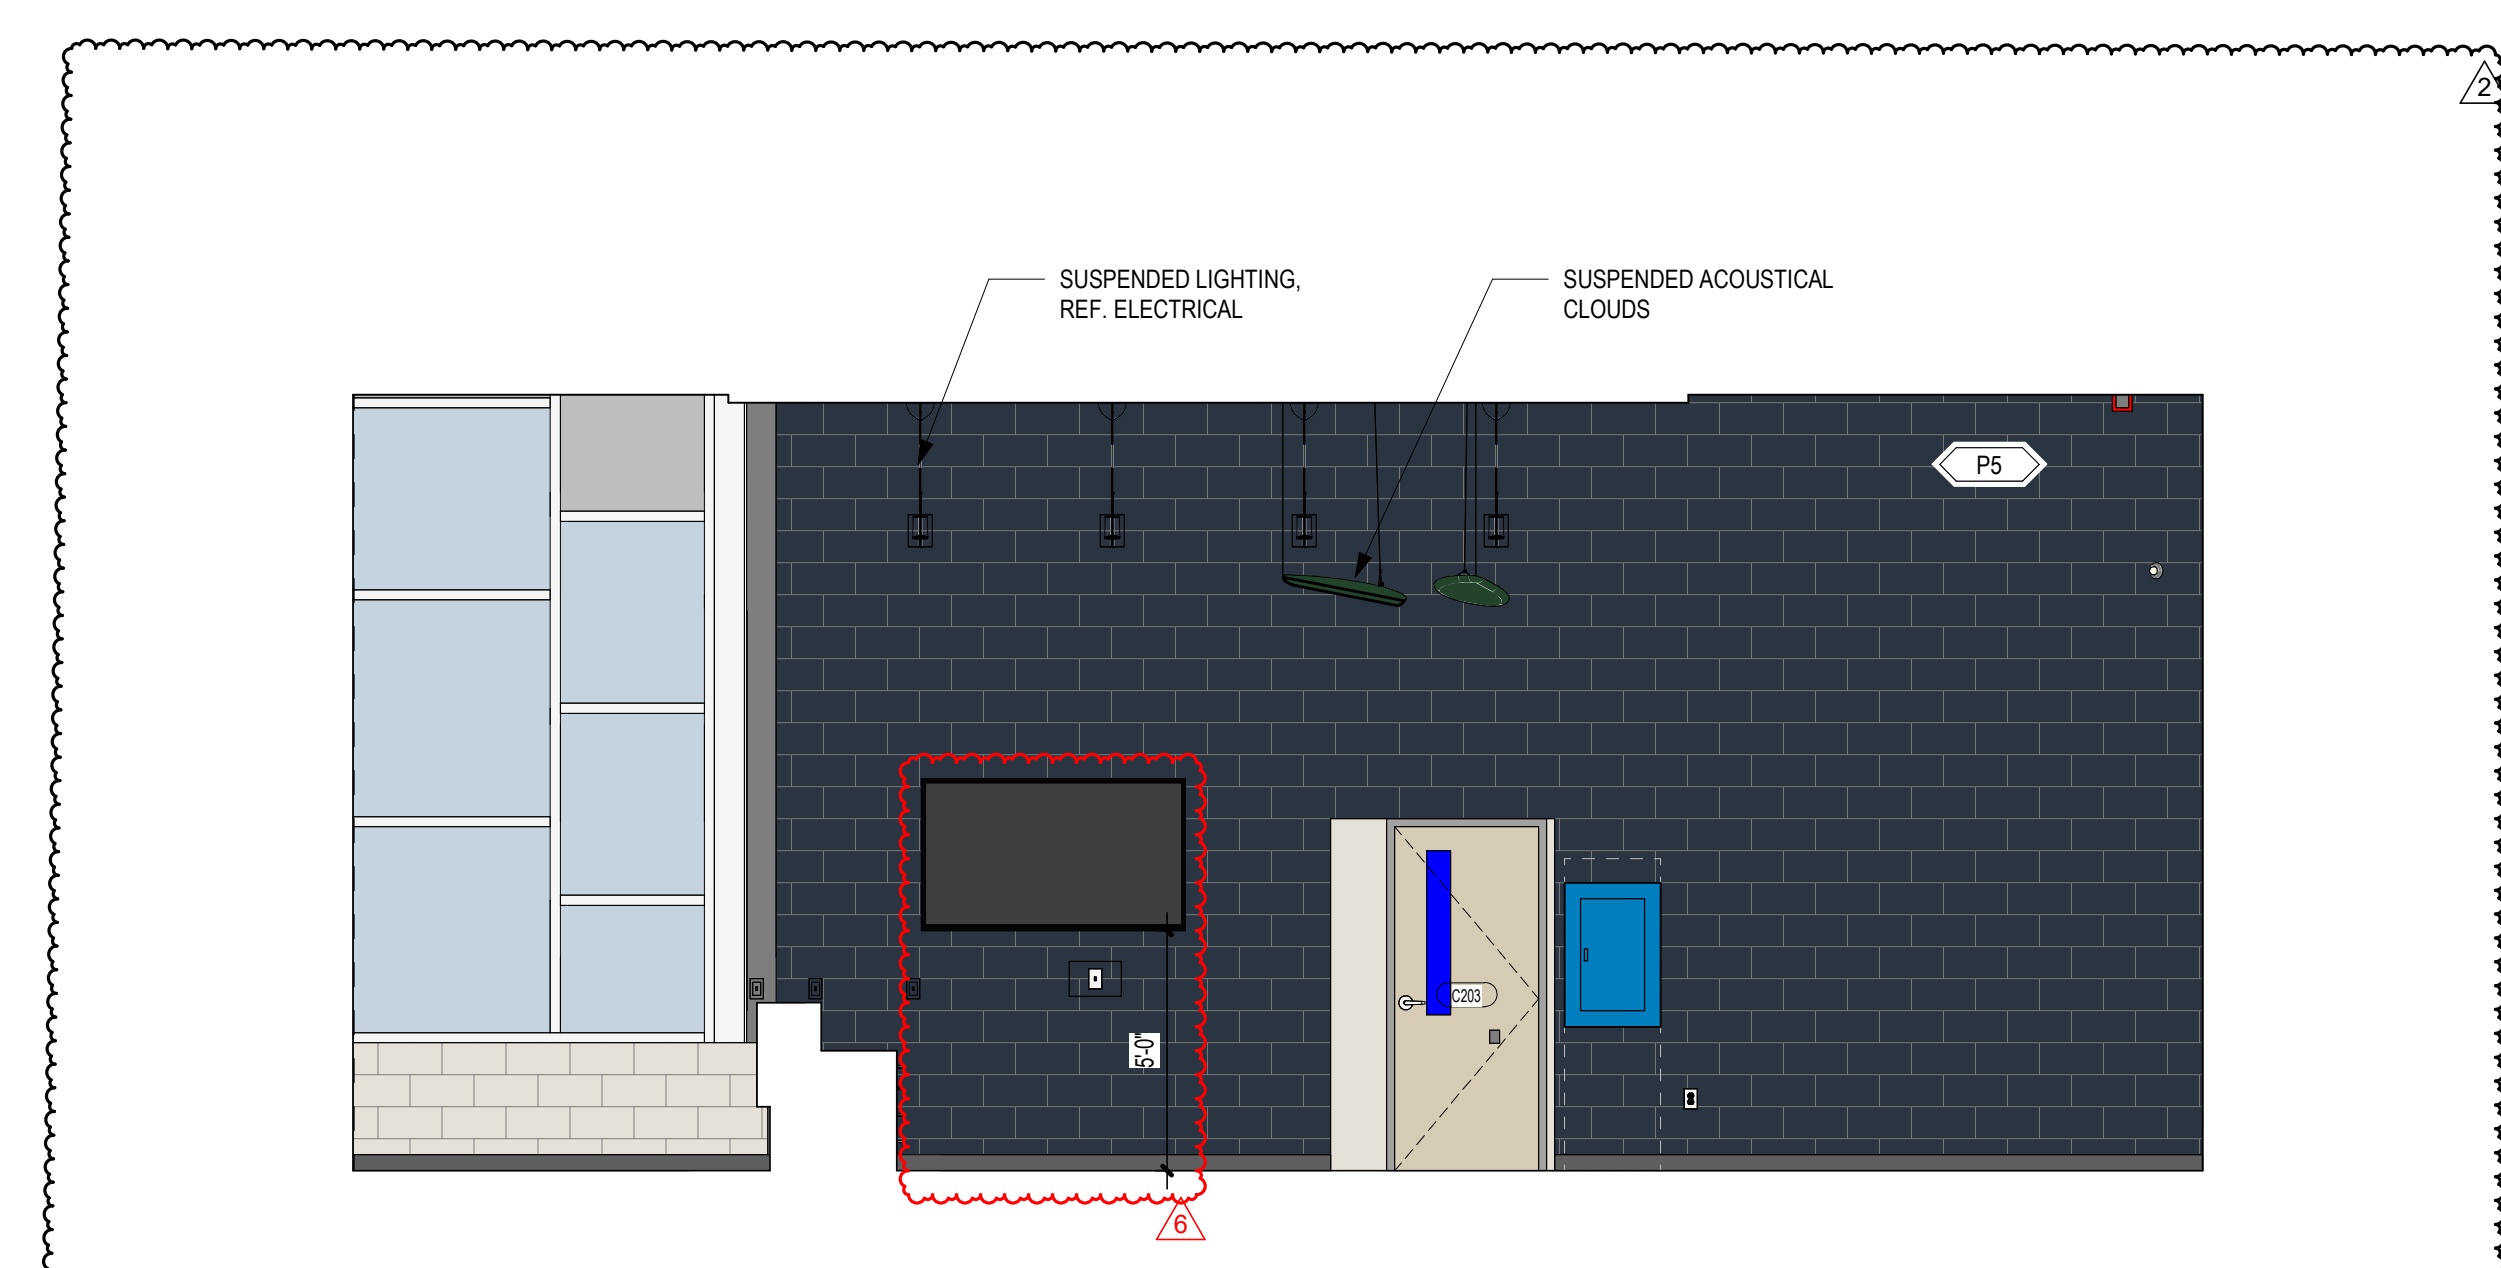 2
SUSPENDED LIGHTING,
REF. ELECTRICAL
SUSPENDED ACOUSTICAL
CLOUDS
P5
C203
5'-0"
6